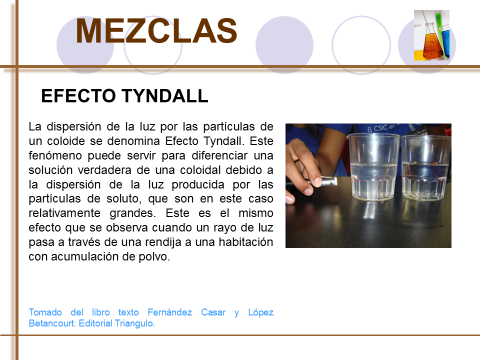 MEZCLAS
EFECTO TYNDALL
La dispersión de la luz por las partículas de
un coloide se denomina Efecto Tyndall. Este
fenómeno puede servir para diferenciar una
solución verdadera de una coloidal debido a
la dispersión de la luz producida por las
partículas de soluto, que son en este caso
relativamente grandes. Este es el mismo
efecto que se observa cuando un rayo de luz
pasa a través de una rendija a una habitación
con acumulación de polvo.
EL CSIC en
Tomado del libro texto Fernández Casar y López
Betancourt. Editorial Triangulo.